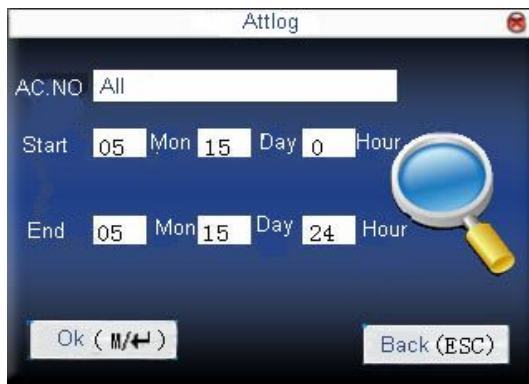 Attlog
AC.NO All
Start 05 Mon 15 Day 0 Hour
End 05 Mon 15 Day 24 Hour
Ok (M/↵) Back (ESC)